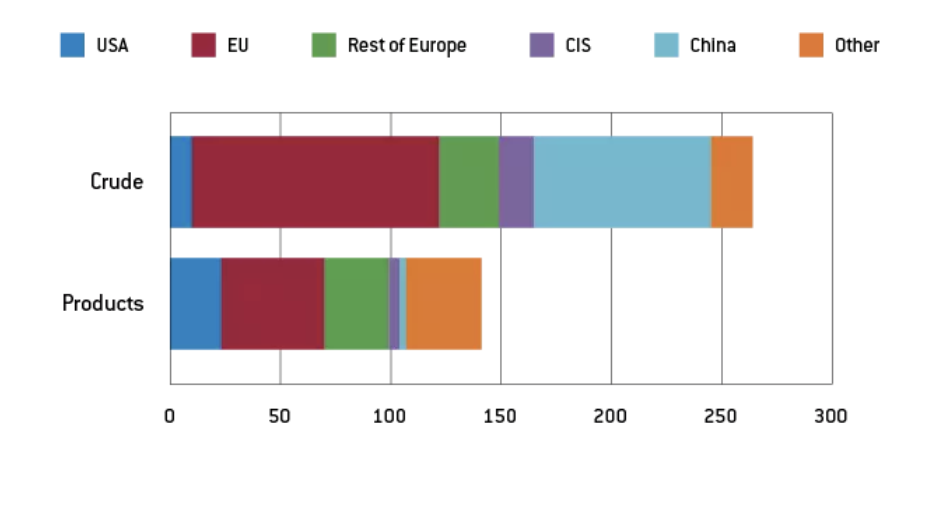 USA EU Rest of Europe CIS China Other
Crude
Products
0 50 100 150 200 250 300